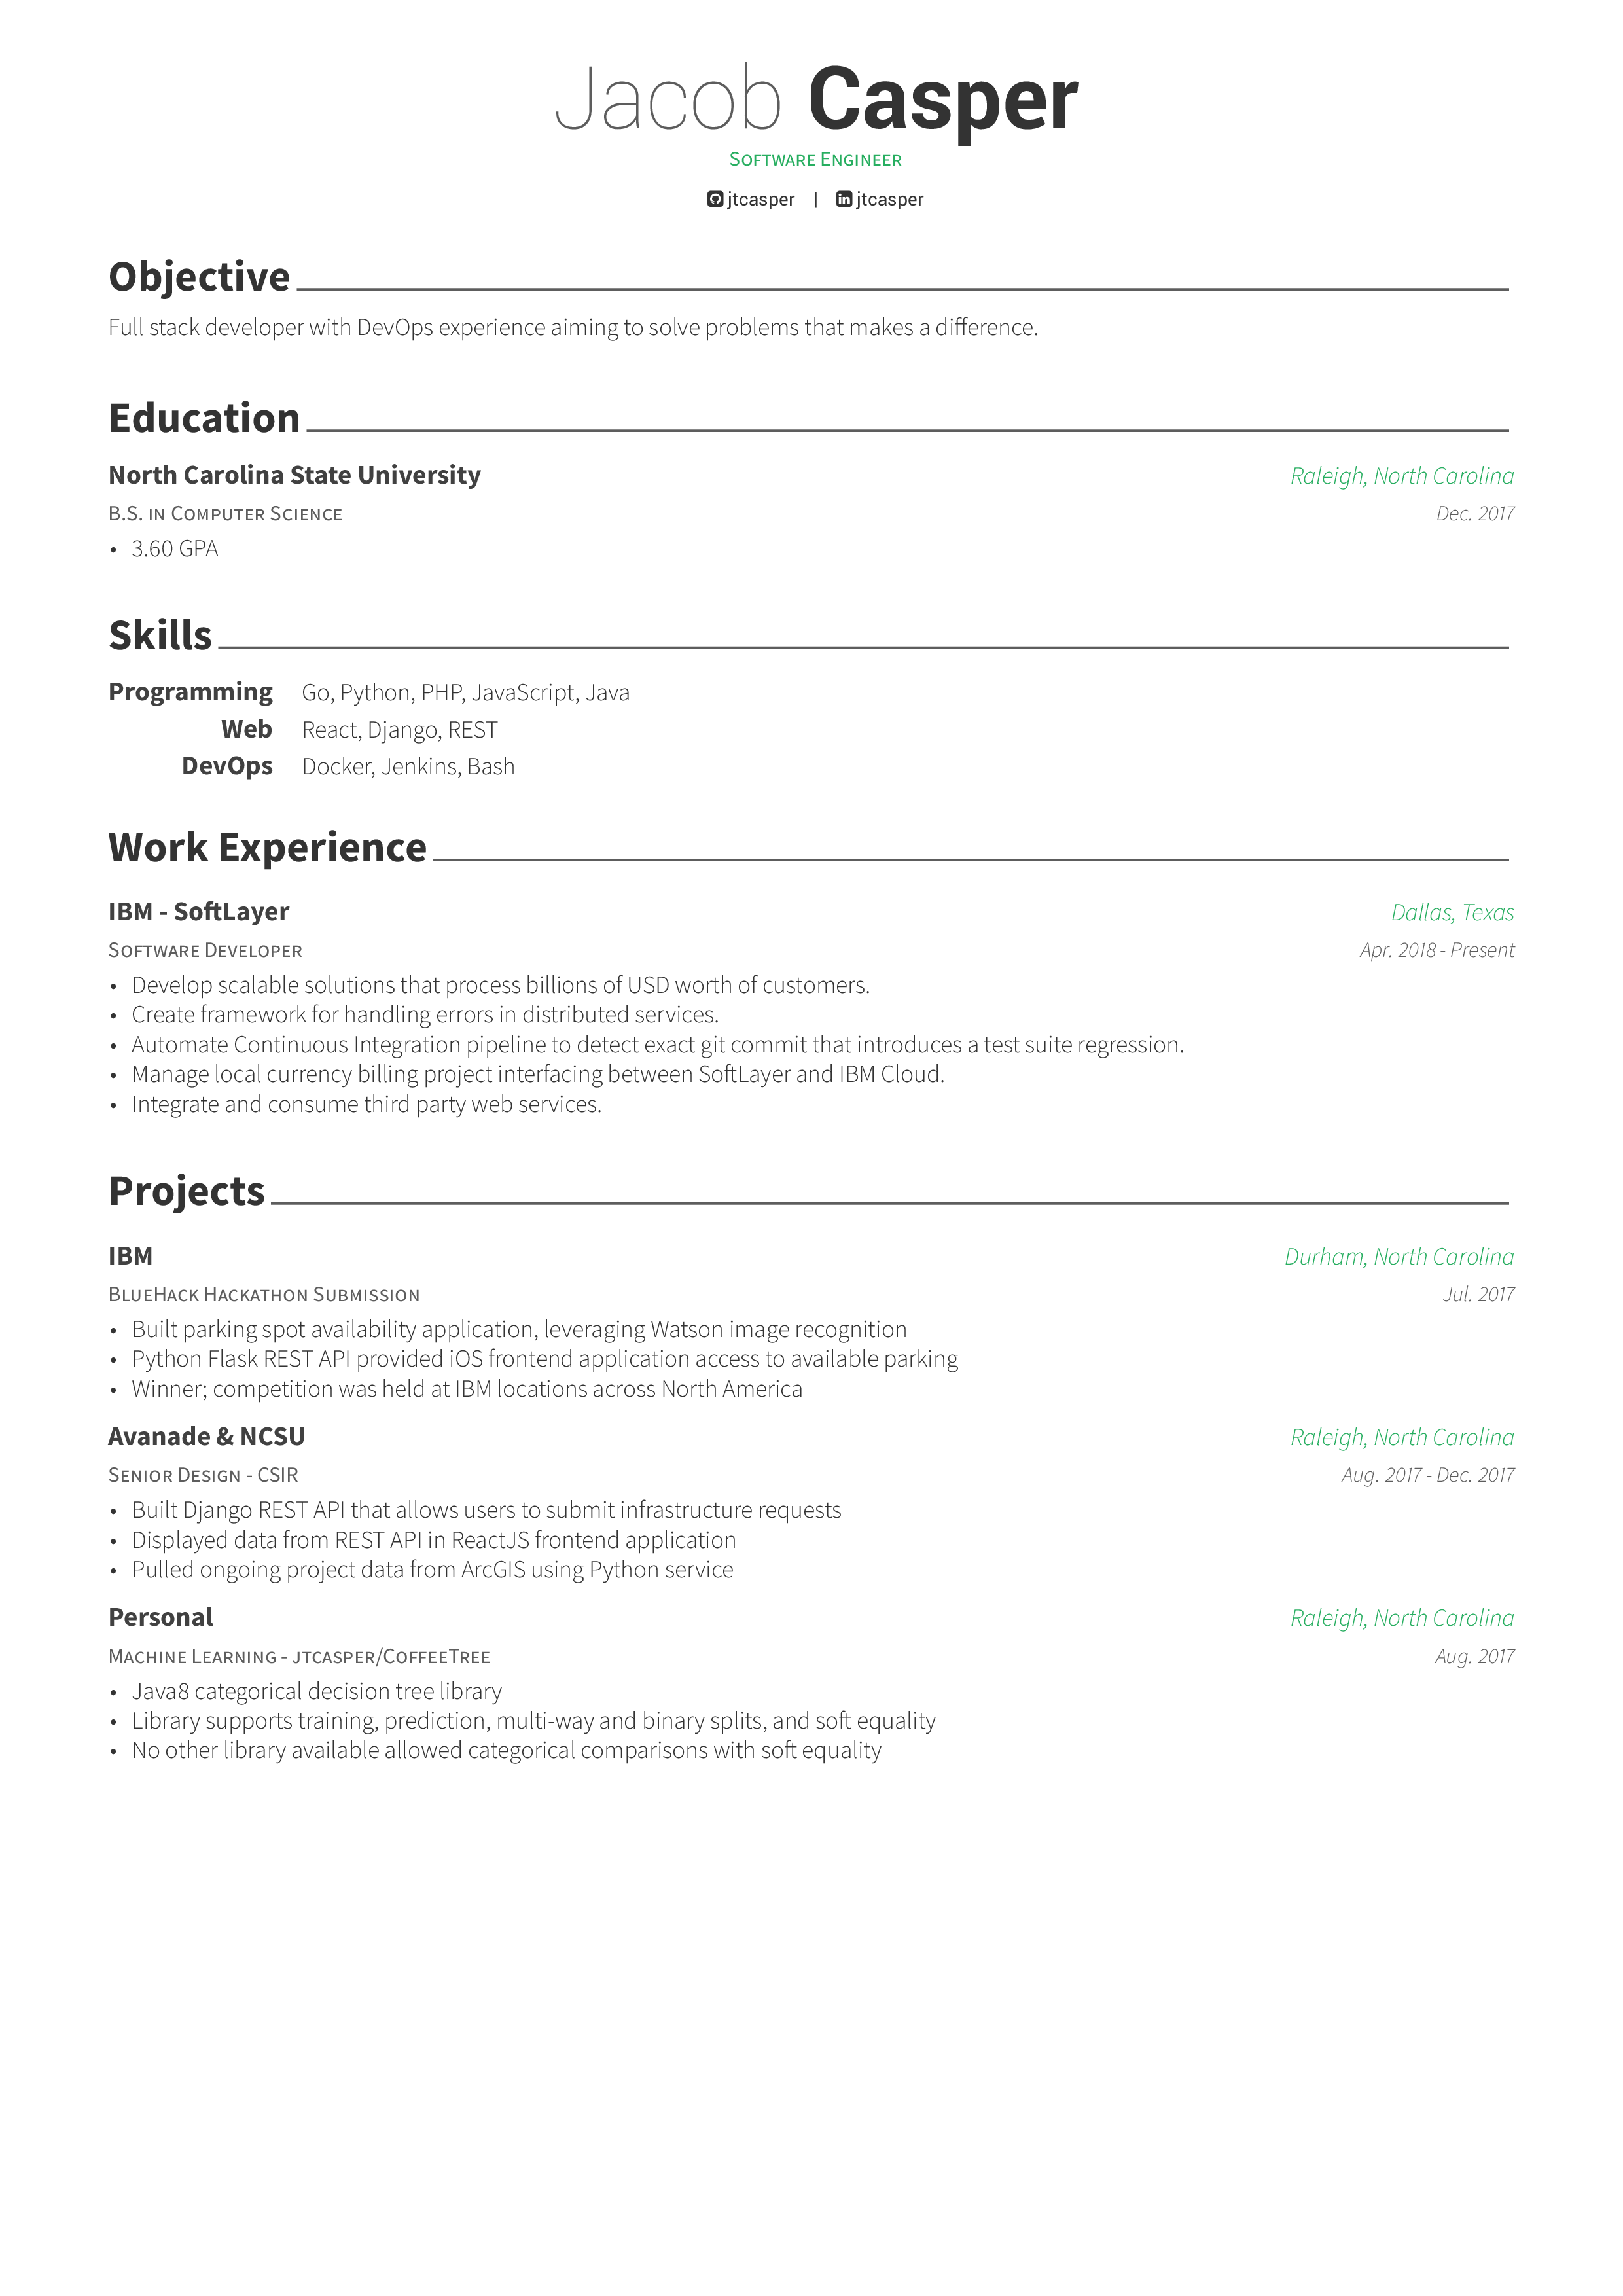 Jacob Casper
Software Engineer
jtcasper | jtcasper
Objective
Full stack developer with DevOps experience aiming to solve problems that makes a difference.
Education
North Carolina State University Raleigh, North Carolina
B.S. in Computer Science Dec. 2017
• 3.60 GPA
Skills
Programming Go, Python, PHP, JavaScript, Java
Web React, Django, REST
DevOps Docker, Jenkins, Bash
Work Experience
IBM - SoftLayer Dallas, Texas
Software Developer Apr. 2018 - Present
• Develop scalable solutions that process billions of USD worth of customers.
• Create framework for handling errors in distributed services.
• Automate Continuous Integration pipeline to detect exact git commit that introduces a test suite regression.
• Manage local currency billing project interfacing between SoftLayer and IBM Cloud.
• Integrate and consume third party web services.
Projects
IBM Durham, North Carolina
BlueHack Hackathon Submission Jul. 2017
• Built parking spot availability application, leveraging Watson image recognition
• Python Flask REST API provided iOS frontend application access to available parking
• Winner; competition was held at IBM locations across North America
Avanade & NCSU Raleigh, North Carolina
Senior Design - CSIR Aug. 2017 - Dec. 2017
• Built Django REST API that allows users to submit infrastructure requests
• Displayed data from REST API in ReactJS frontend application
• Pulled ongoing project data from ArcGIS using Python service
Personal Raleigh, North Carolina
Machine Learning - jtcasper/CoffeeTree Aug. 2017
• Java8 categorical decision tree library
• Library supports training, prediction, multi-way and binary splits, and soft equality
• No other library available allowed categorical comparisons with soft equality